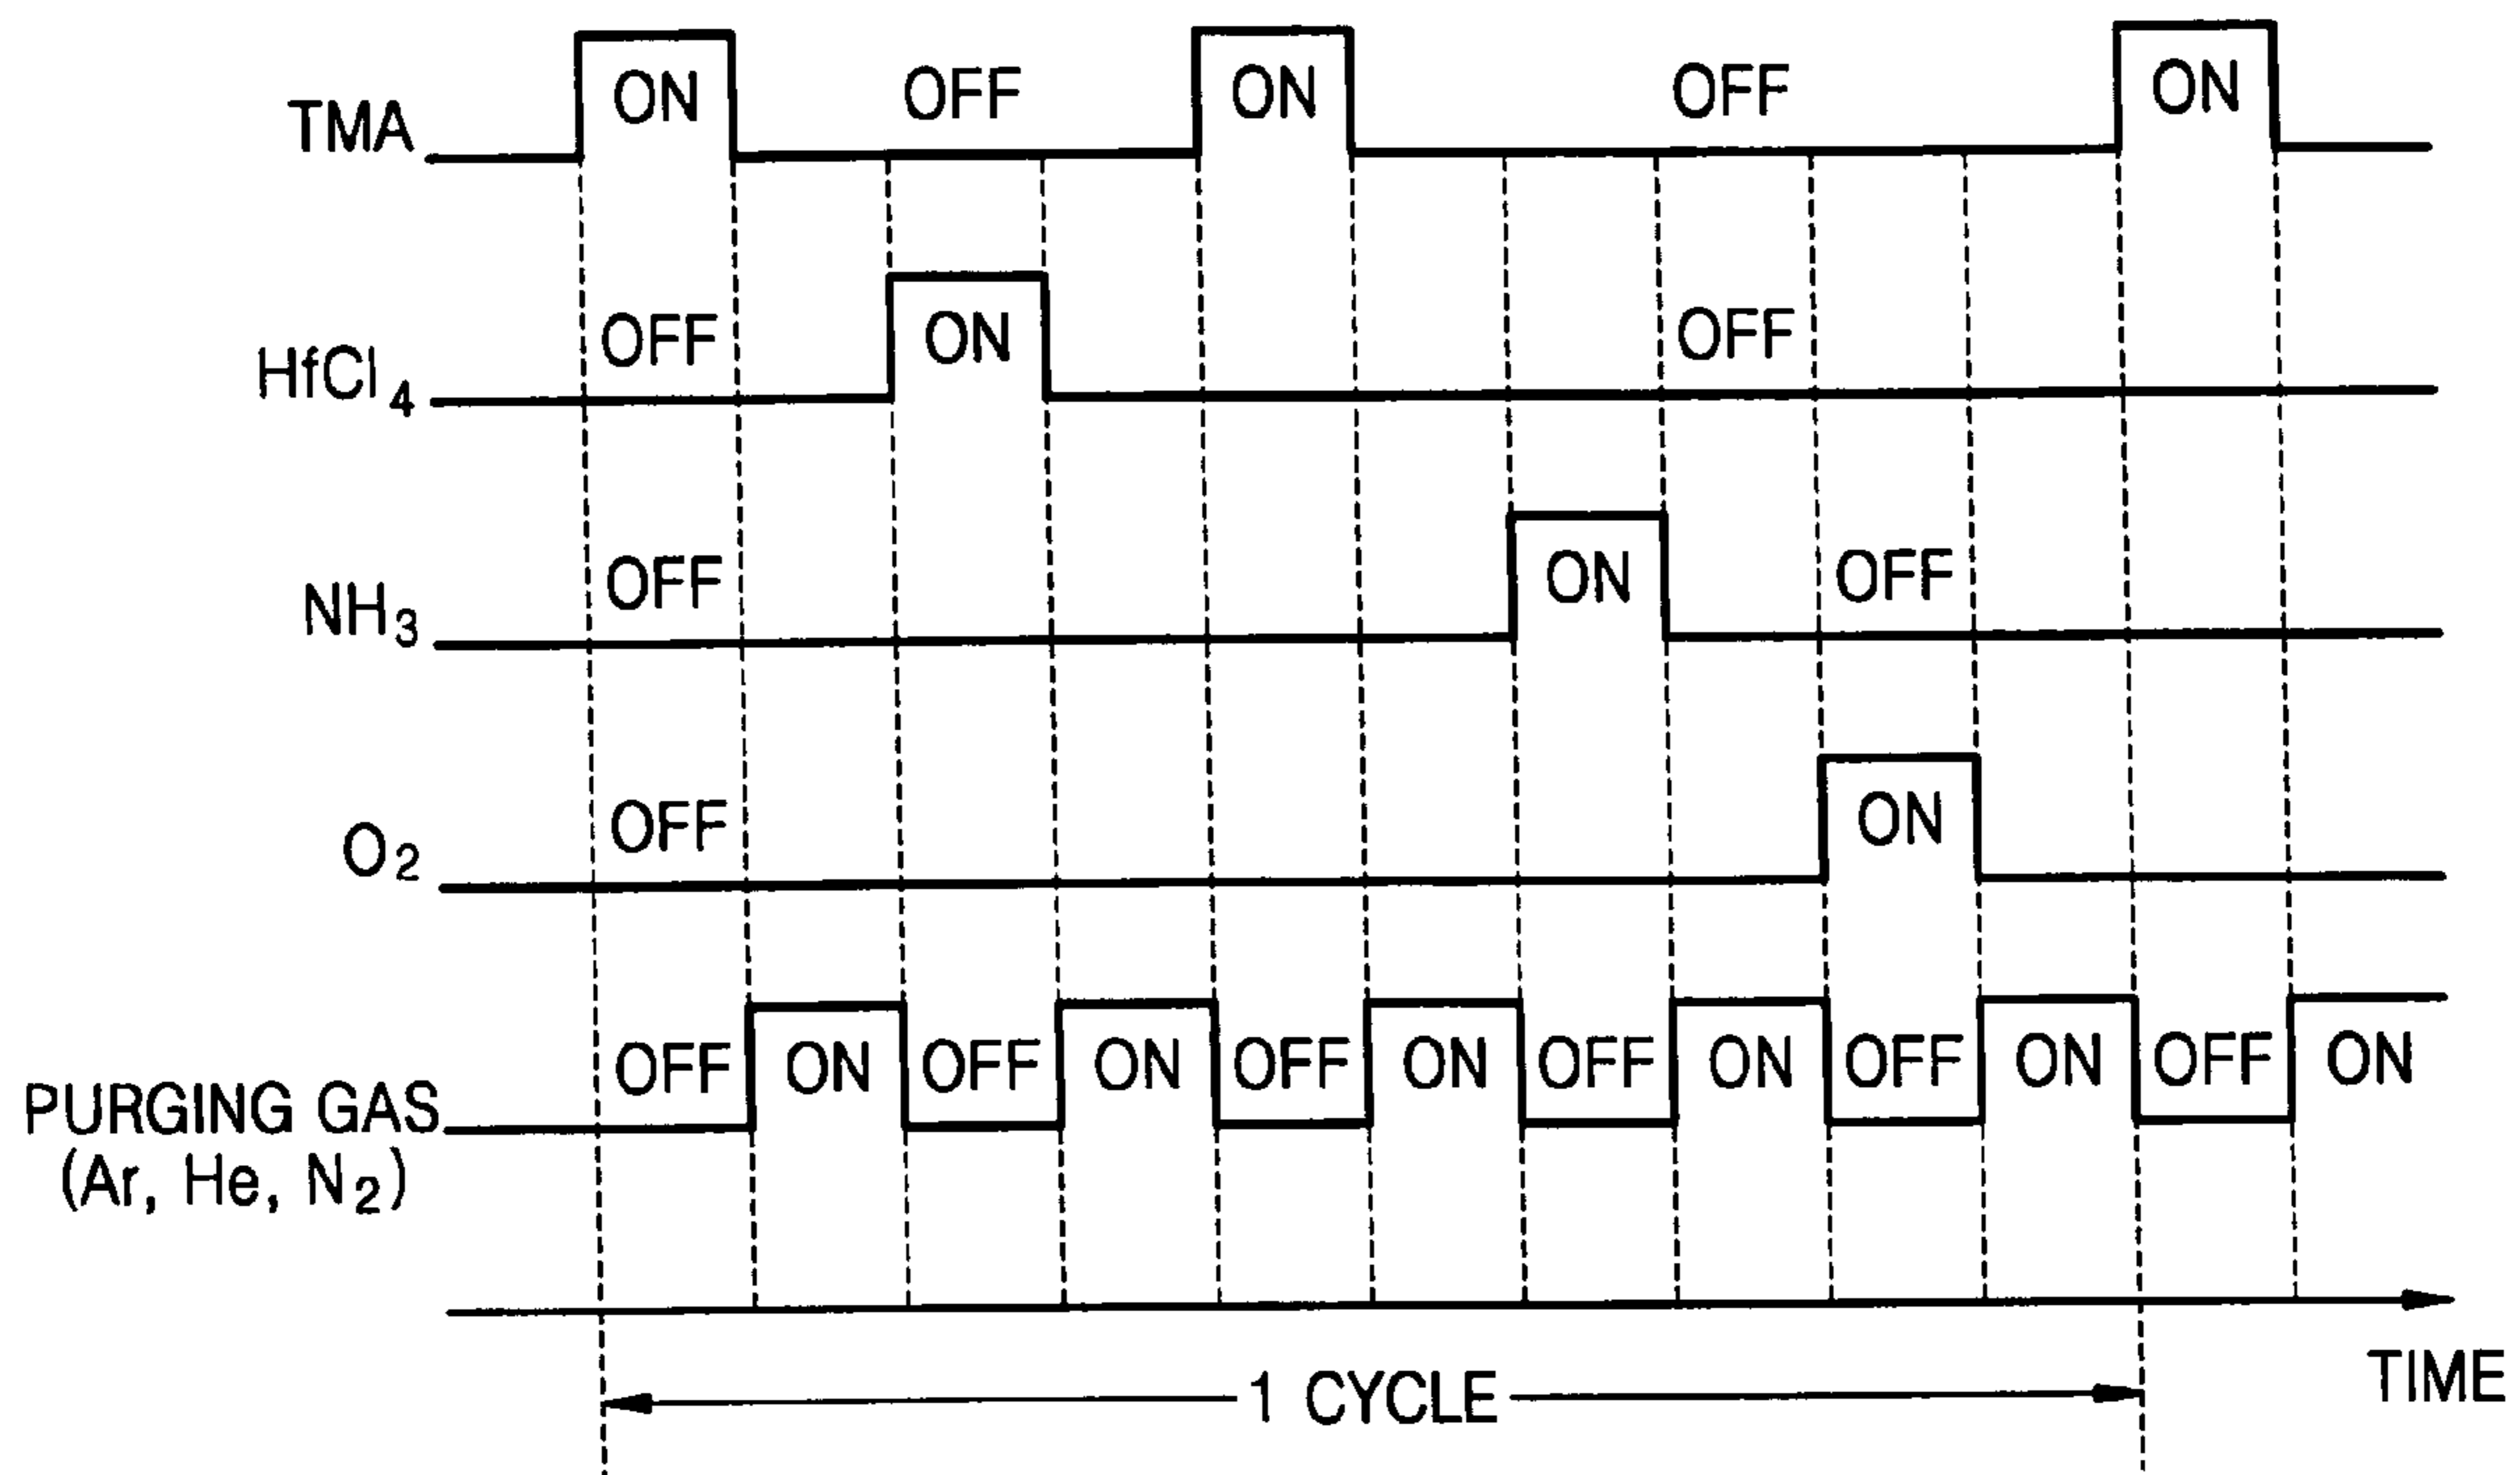 TMA ON OFF ON OFF ON
HfCl4 OFF ON OFF
NH3 OFF ON OFF
O2 OFF ON
PURGING GAS OFF ON OFF ON OFF ON OFF ON OFF ON OFF ON
(Ar, He, N2)
TIME
1 CYCLE